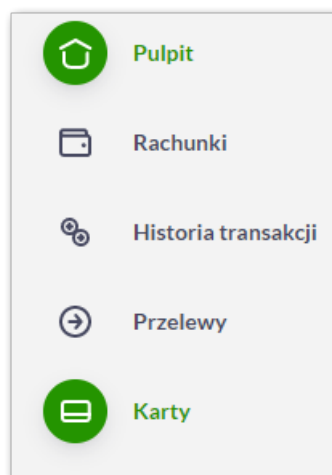 Pulpit
Rachunki
Historia transakcji
Przelewy
Karty